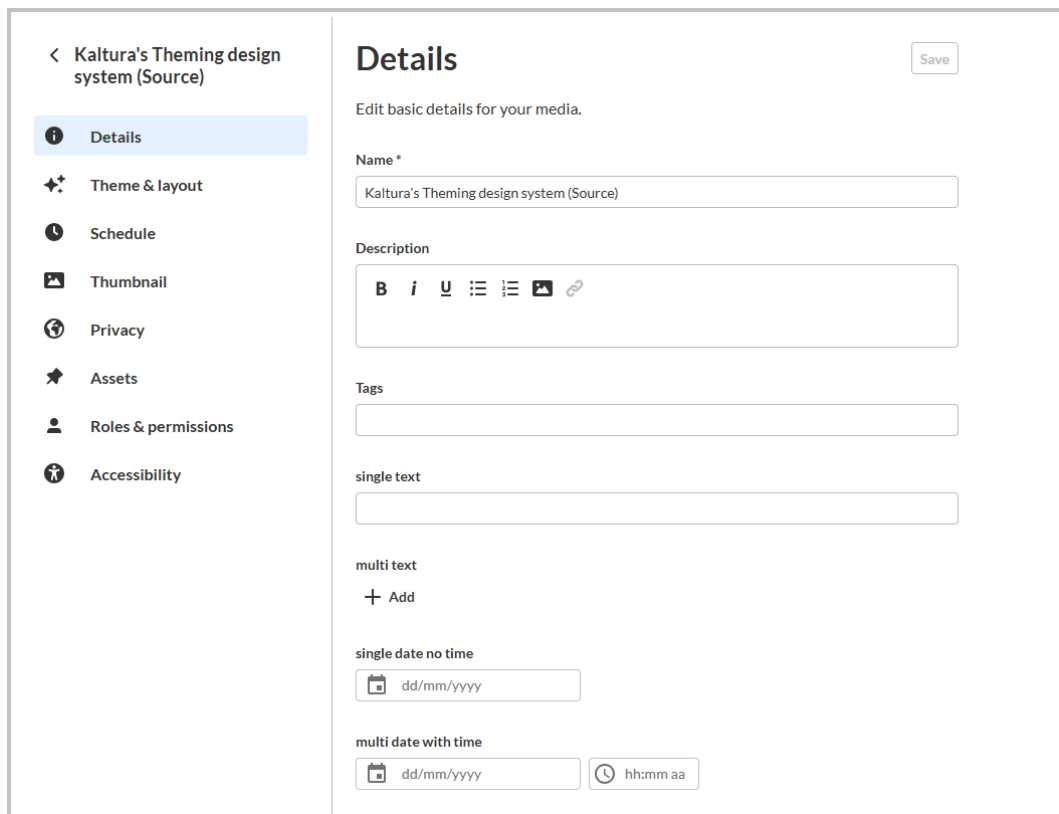 Kaltura's Theming design
system (Source)
Details
Theme & layout
Schedule
Thumbnail
Privacy
Assets
Roles & permissions
Accessibility
Details
Save
Edit basic details for your media.
Name *
Kaltura's Theming design system (Source)
Description
B i U
Tags
single text
multi text
+ Add
single date no time
dd/mm/yyyy
multi date with time
dd/mm/yyyy hh:mm aa